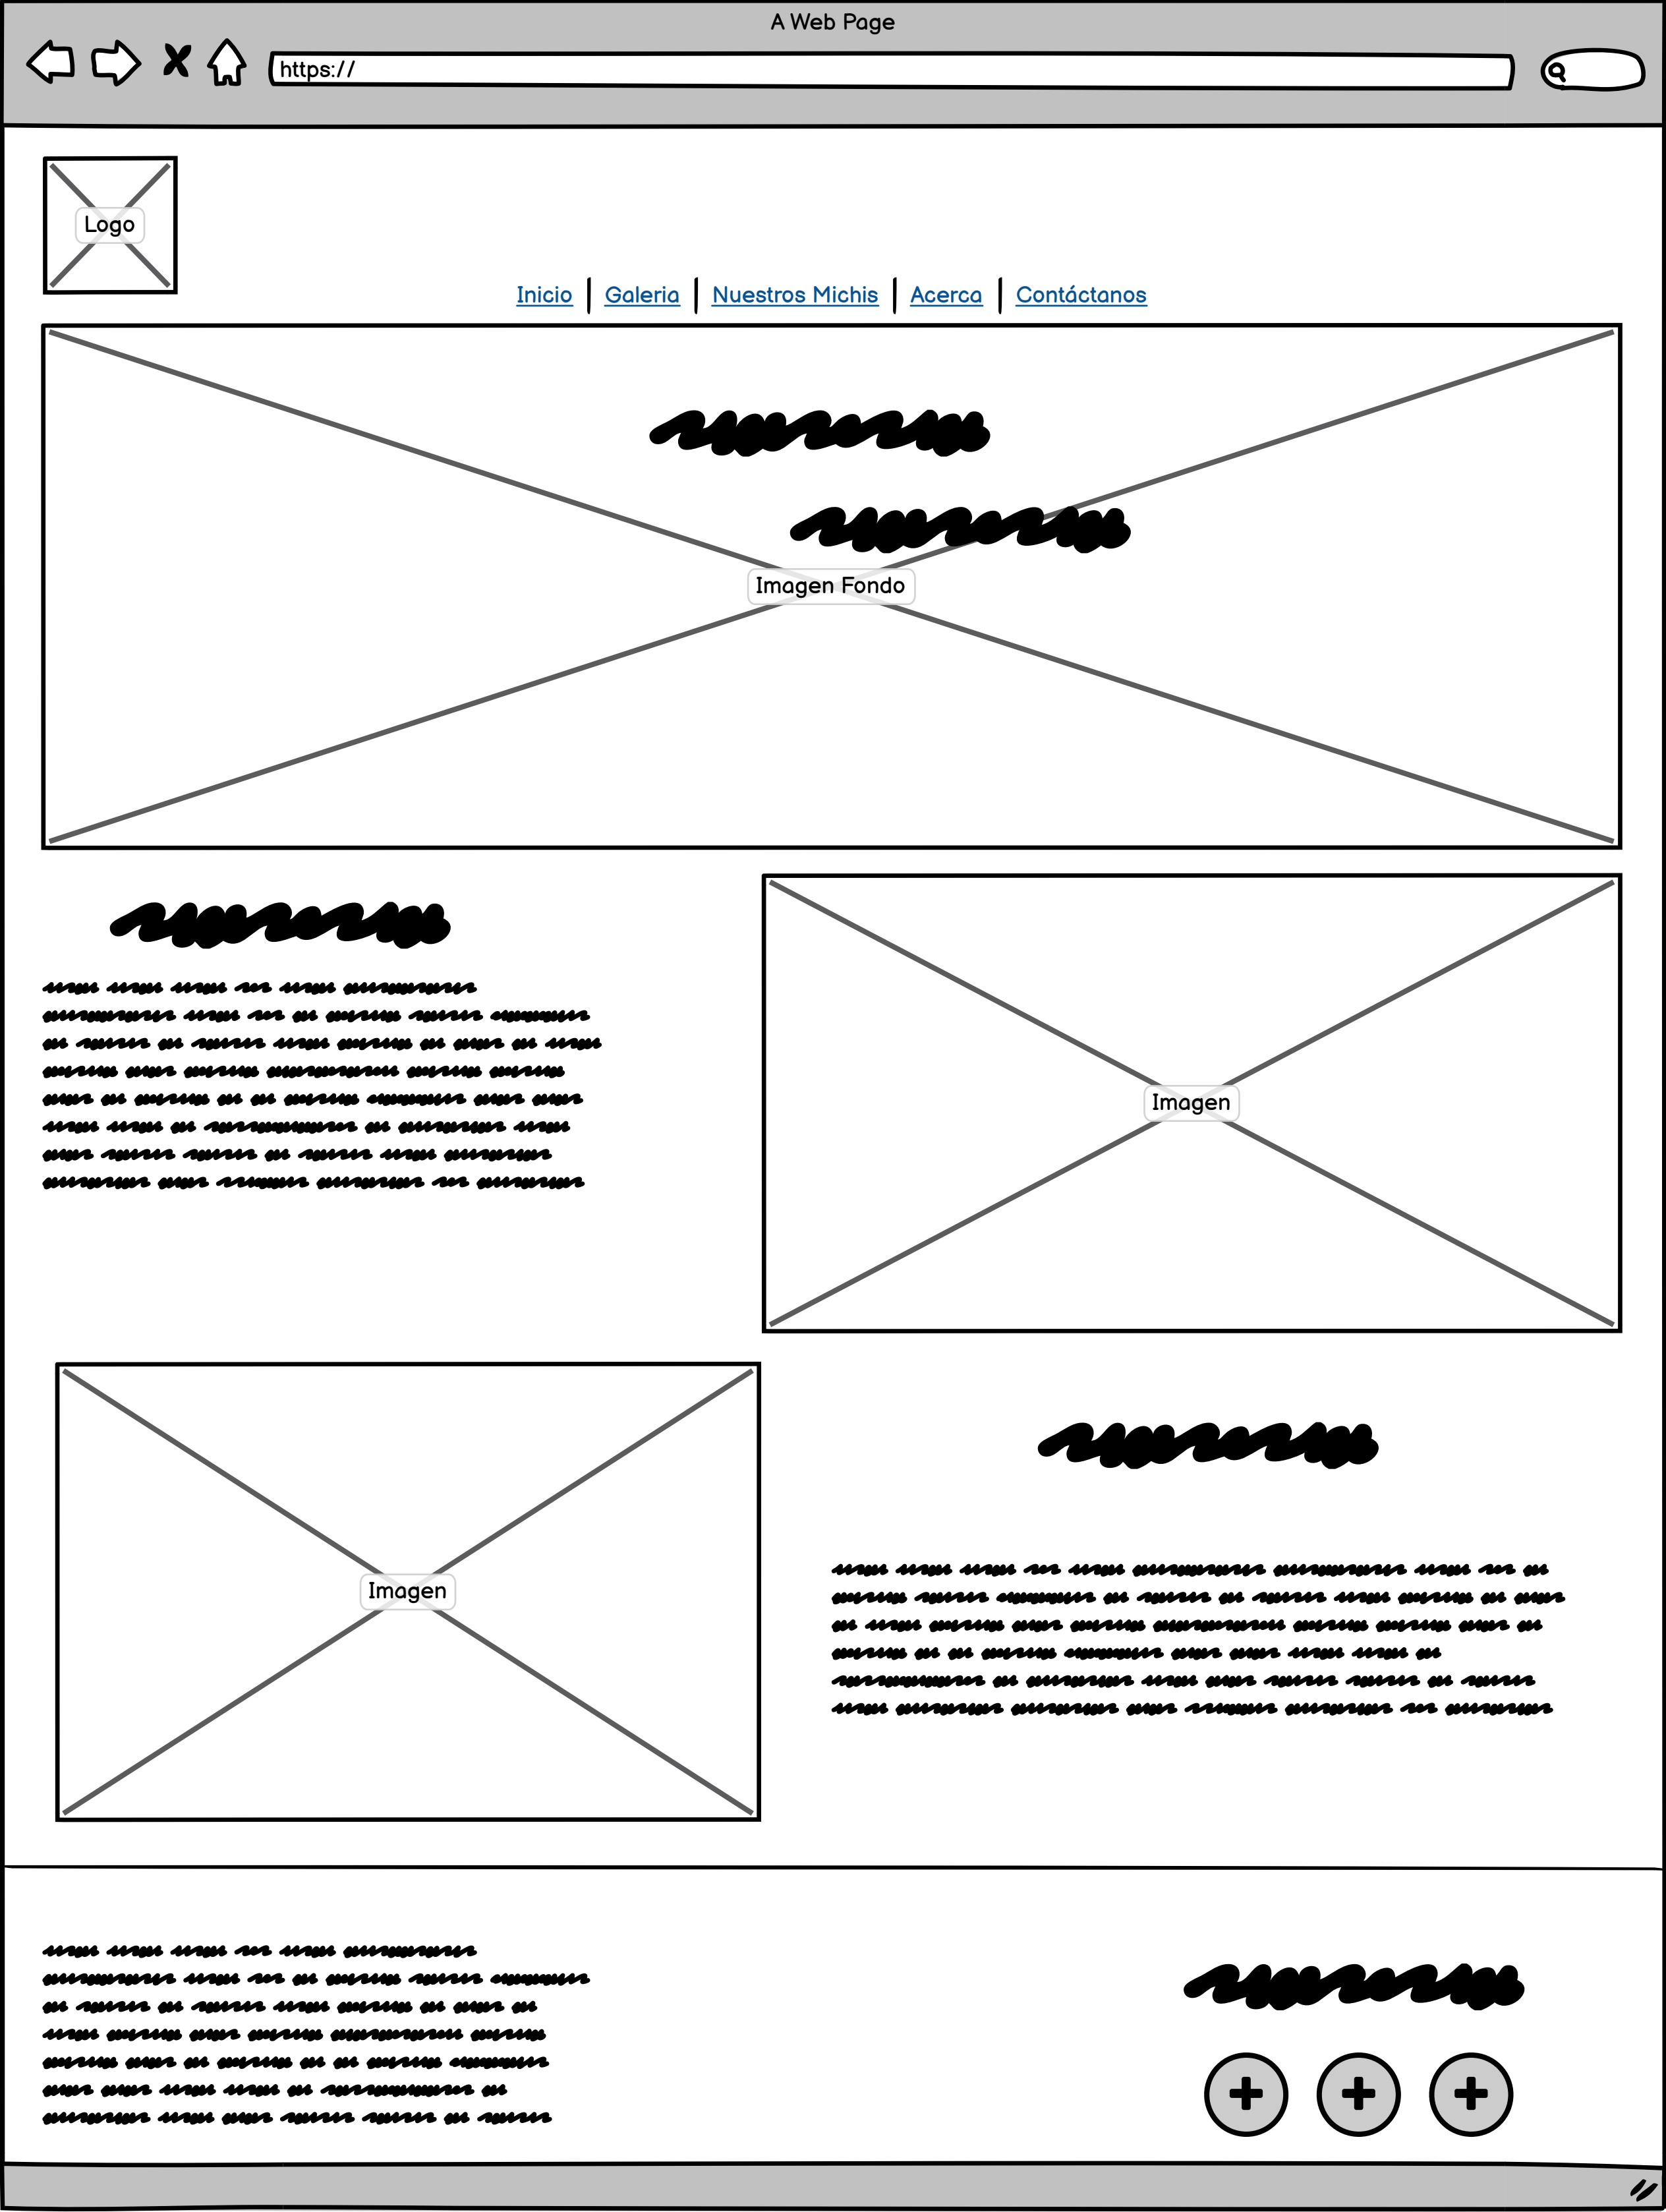 A Web Page
https://
Logo
Inicio | Galeria | Nuestros Michis | Acerca | Contáctanos
Imagen Fondo
Imagen
Imagen